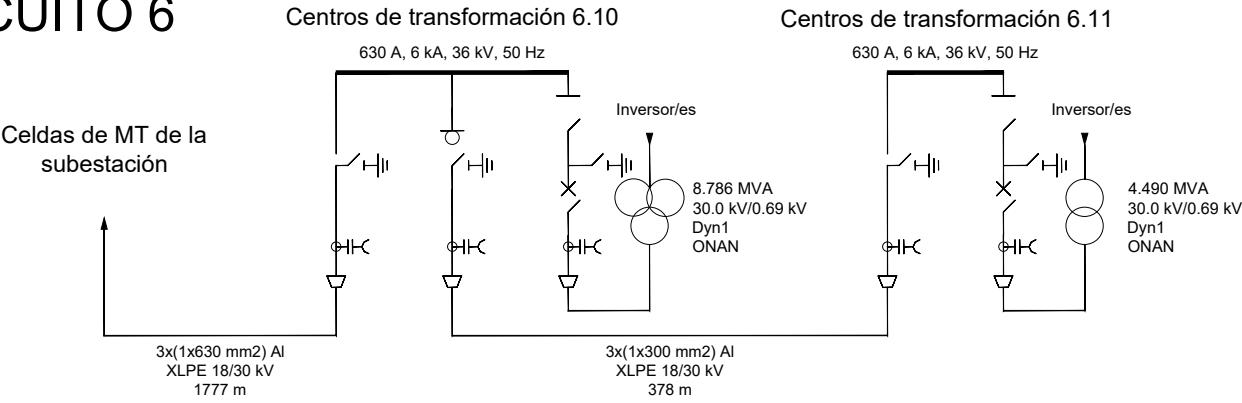 CUITO 6
Centros de transformación 6.10
630 A, 6 kA, 36 kV, 50 Hz
Centros de transformación 6.11
630 A, 6 kA, 36 kV, 50 Hz
Celdas de MT de la
subestación
Inversor/es
8.786 MVA
30.0 kV/0.69 kV
Dyn1
ONAN
Inversor/es
4.490 MVA
30.0 kV/0.69 kV
Dyn1
ONAN
3x(1x630 mm2) Al
XLPE 18/30 kV
1777 m
3x(1x300 mm2) Al
XLPE 18/30 kV
378 m